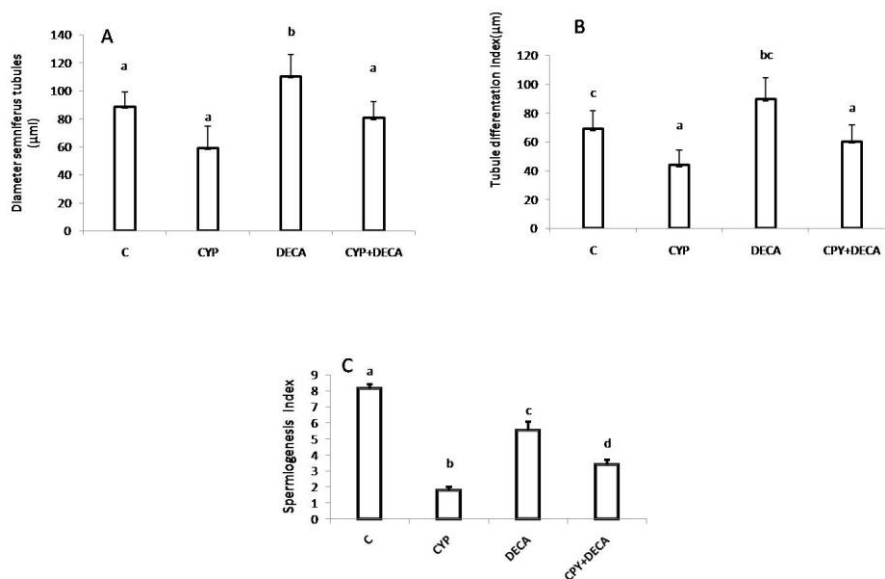 A
Diameter semniferus tubules
(µml)
160
140
120
100
80
60
40
20
0
a
a
b
a
C CYP DECA CYP+DECA
B
Tubule differentation Index(µm)
120
100
80
60
40
20
0
c
a
bc
a
C CYP DECA CPY+DECA
C
Spermlogenesis Index
9
8
7
6
5
4
3
2
1
0
a
b
c
d
C CYP DECA CPY+DECA